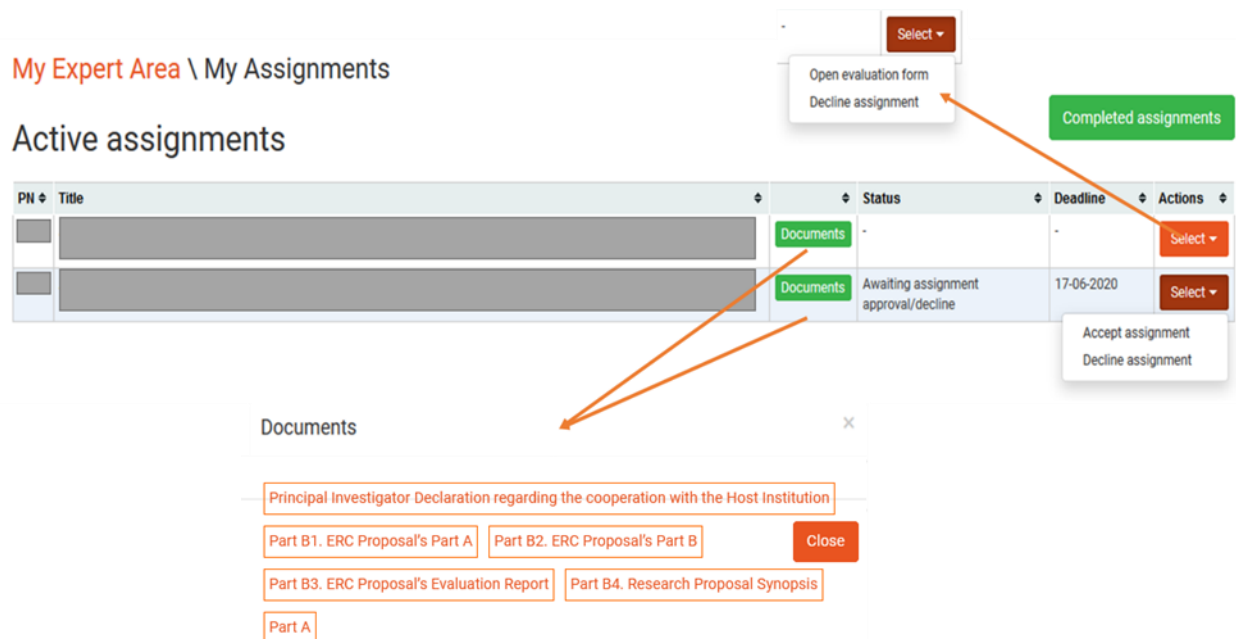 -
Select
Open evaluation form
Decline assignment
My Expert Area \ My Assignments
Completed assignments
Active assignments
PN Title Status Deadline Actions
Documents - - Select
Documents Awaiting assignment 17-06-2020 Select
approval/decline
Accept assignment
Decline assignment
Documents ×
Principal Investigator Declaration regarding the cooperation with the Host Institution
Part B1. ERC Proposal's Part A Part B2. ERC Proposal's Part B Close
Part B3. ERC Proposal's Evaluation Report Part B4. Research Proposal Synopsis
Part A